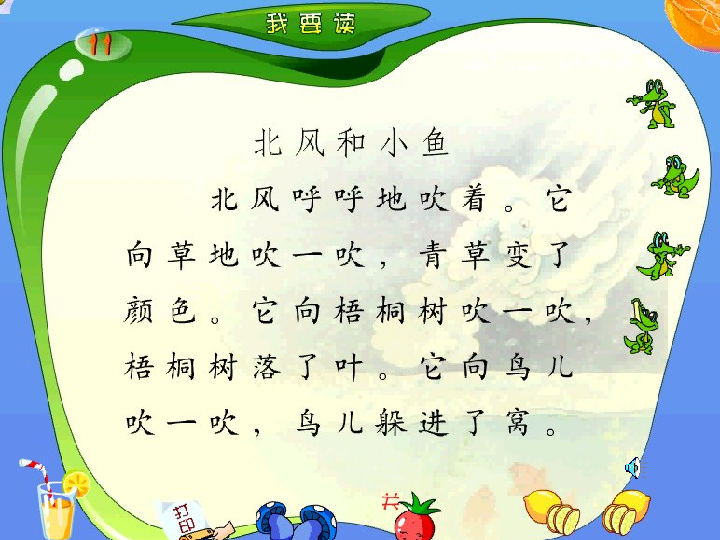 我要读
11
北风和小鱼
北风呼呼地吹着。它
向草地吹一吹，青草变了
颜色。它向梧桐树吹一吹，
梧桐树落了叶。它向鸟儿
吹一吹，鸟儿躲进了窝。
打印